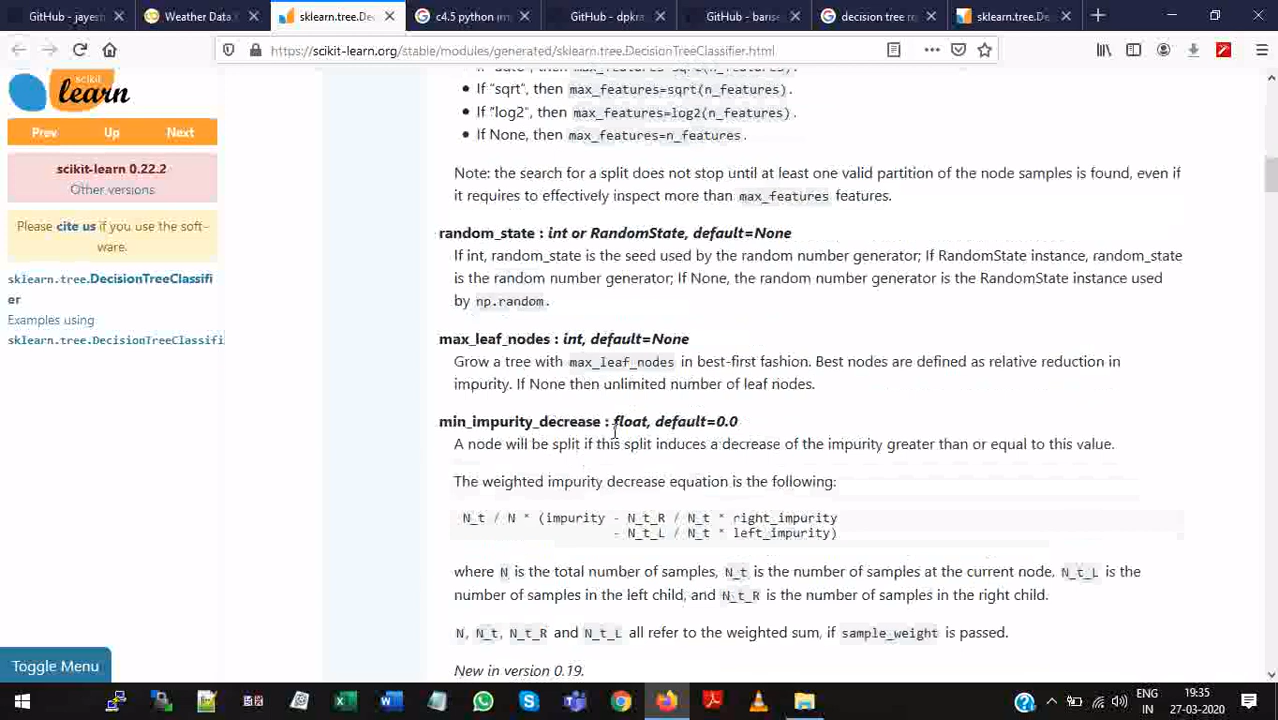 GitHub - jayesh
Weather Data
sklearn.tree.De
c4.5 python im
GitHub - dpkra
GitHub - barise
decision tree re
sklearn.tree.De
https://scikit-learn.org/stable/modules/generated/sklearn.tree.DecisionTreeClassifier.html
scikit
learn
Prev Up Next
scikit-learn 0.22.2
Other versions
Please cite us if you use the soft-
ware.
sklearn.tree.DecisionTreeClassifi
er
Examples using
sklearn.tree.DecisionTreeClassifi
If "auto", then max_features=sqrt(n_features).
If "sqrt", then max_features=sqrt(n_features).
If "log2", then max_features=log2(n_features).
If None, then max_features=n_features.
Note: the search for a split does not stop until at least one valid partition of the node samples is found, even if
it requires to effectively inspect more than max_features features.
random_state : int or RandomState, default=None
If int, random_state is the seed used by the random number generator; If RandomState instance, random_state
is the random number generator; If None, the random number generator is the RandomState instance used
by np.random.
max_leaf_nodes : int, default=None
Grow a tree with max_leaf_nodes in best-first fashion. Best nodes are defined as relative reduction in
impurity. If None then unlimited number of leaf nodes.
min_impurity_decrease : float, default=0.0
A node will be split if this split induces a decrease of the impurity greater than or equal to this value.
The weighted impurity decrease equation is the following:
N_t / N * (impurity - N_t_R / N_t * right_impurity
- N_t_L / N_t * left_impurity)
where N is the total number of samples, N_t is the number of samples at the current node, N_t_L is the
number of samples in the left child, and N_t_R is the number of samples in the right child.
N, N_t, N_t_R and N_t_L all refer to the weighted sum, if sample_weight is passed.
New in version 0.19.
Toggle Menu
ENG
IN
19:35
27-03-2020